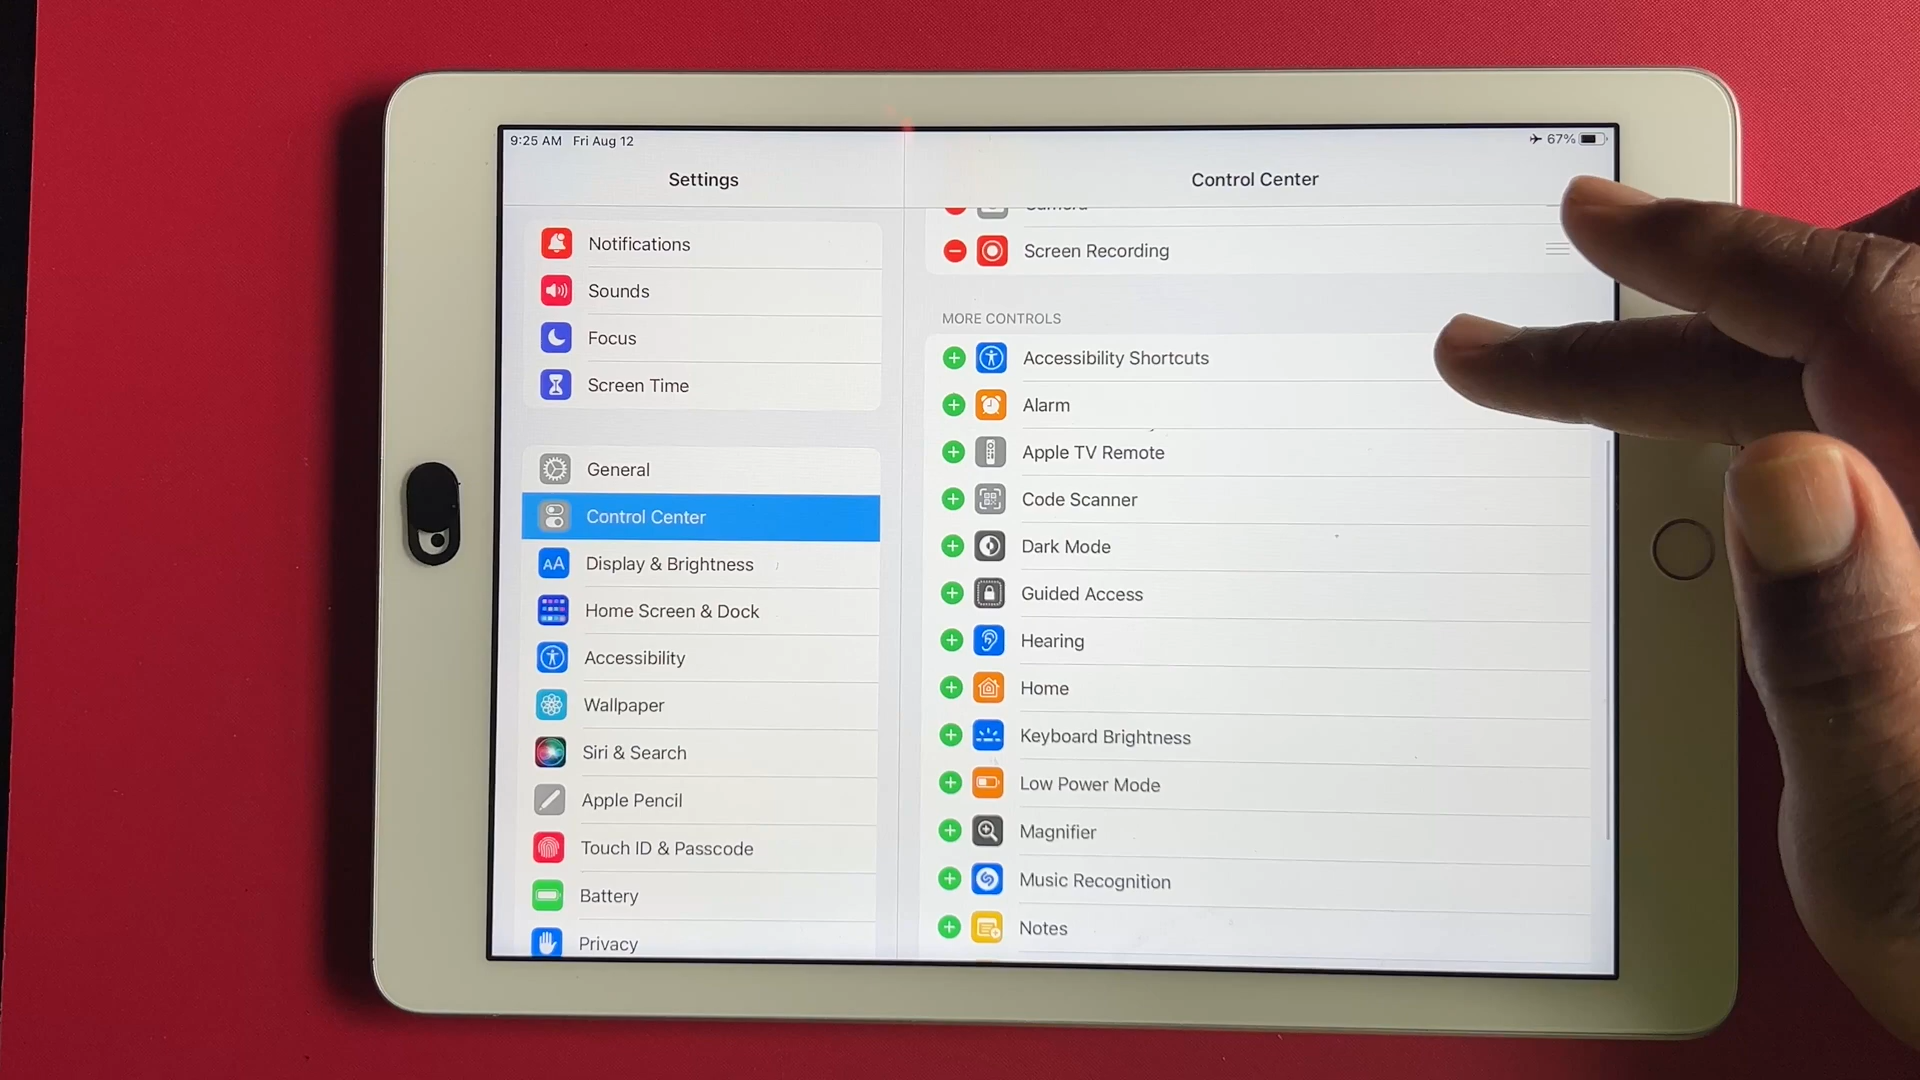 9:25 AM Fri Aug 12
67%
Settings
Notifications
Sounds
Focus
Screen Time
General
Control Center
Display & Brightness
Home Screen & Dock
Accessibility
Wallpaper
Siri & Search
Apple Pencil
Touch ID & Passcode
Battery
Privacy
Control Center
Camera
Screen Recording
MORE CONTROLS
Accessibility Shortcuts
Alarm
Apple TV Remote
Code Scanner
Dark Mode
Guided Access
Hearing
Home
Keyboard Brightness
Low Power Mode
Magnifier
Music Recognition
Notes